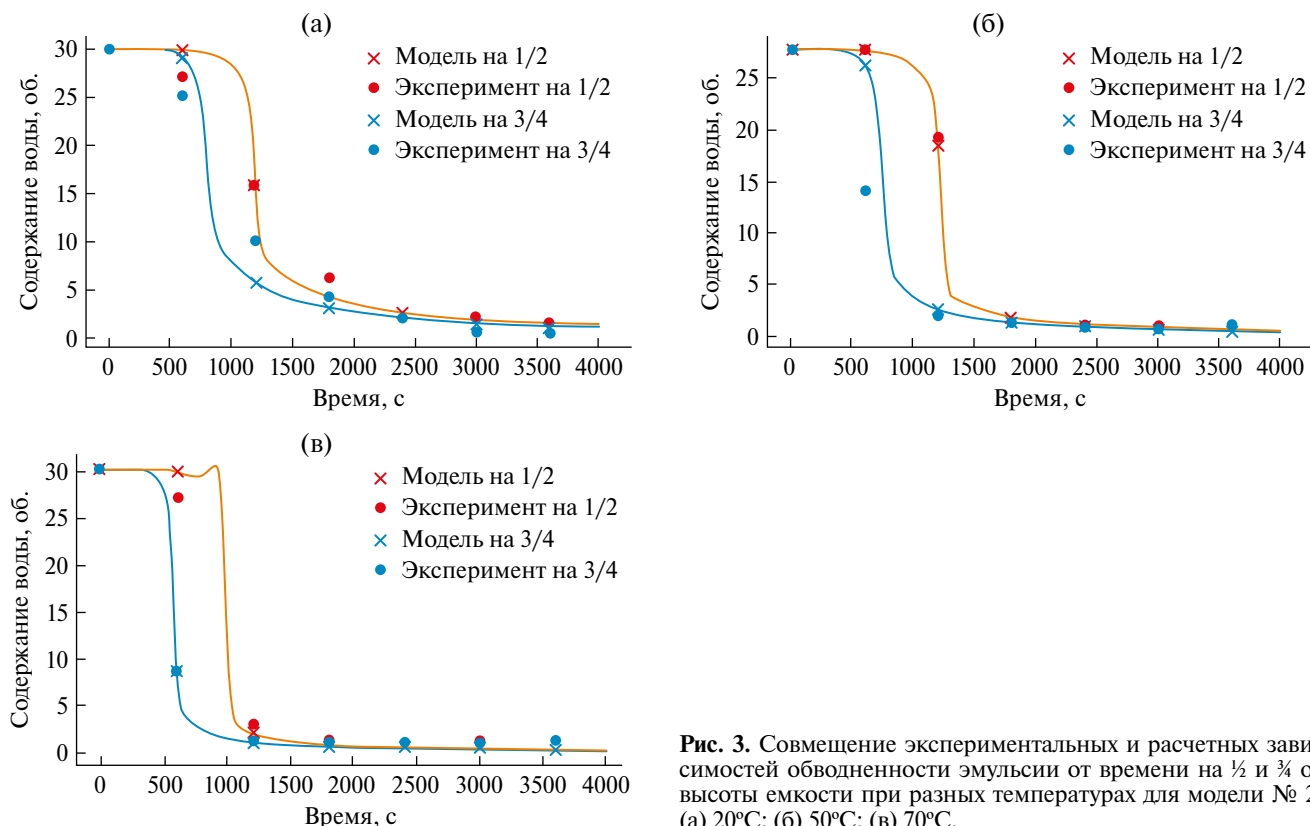 (а)
30
25
20
15
10
5
0
Содержание воды, об.
0 500 1000 1500 2000 2500 3000 3500 4000
Время, с
Модель на 1/2
Эксперимент на 1/2
Модель на 3/4
Эксперимент на 3/4
(б)
25
20
15
10
5
0
Содержание воды, об.
0 500 1000 1500 2000 2500 3000 3500 4000
Время, с
Модель на 1/2
Эксперимент на 1/2
Модель на 3/4
Эксперимент на 3/4
(в)
30
25
20
15
10
5
0
Содержание воды, об.
0 500 1000 1500 2000 2500 3000 3500 4000
Время, с
Модель на 1/2
Эксперимент на 1/2
Модель на 3/4
Эксперимент на 3/4
Рис. 3. Совмещение экспериментальных и расчетных зави-
симостей обводненности эмульсии от времени на ½ и ¾ о
высоты емкости при разных температурах для модели № 2
(а) 20°С; (б) 50°С; (в) 70°С.